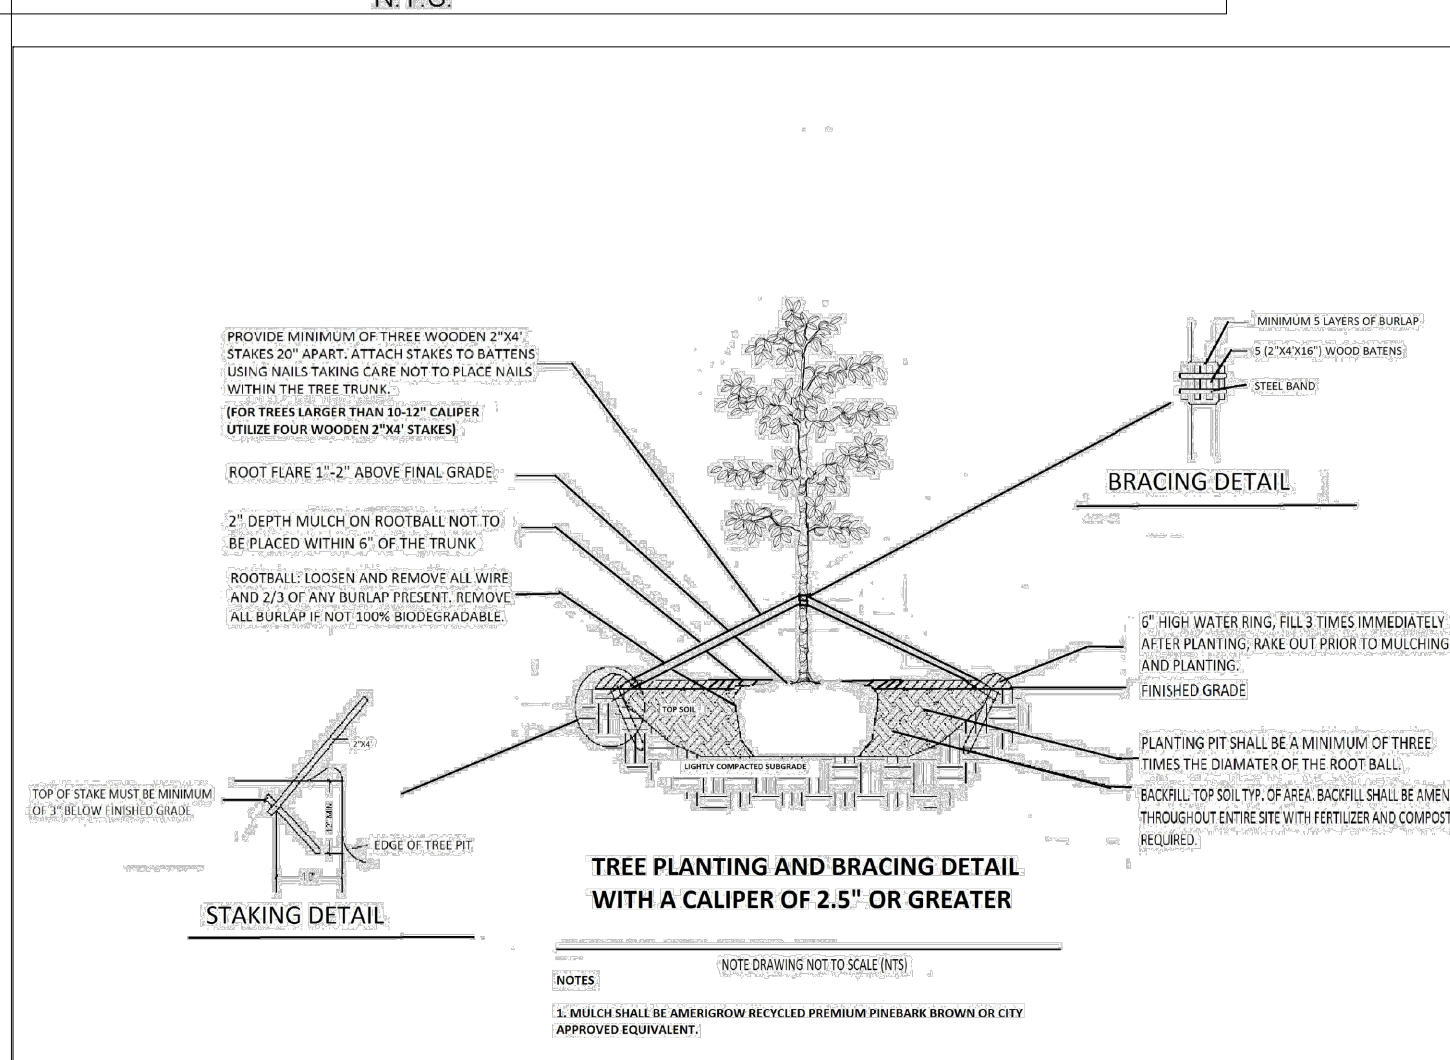 N.T.S.
PROVIDE MINIMUM OF THREE WOODEN 2"X4'
STAKES 20" APART. ATTACH STAKES TO BATTENS
USING NAILS TAKING CARE NOT TO PLACE NAILS
WITHIN THE TREE TRUNK.
(FOR TREES LARGER THAN 10-12" CALIPER
UTILIZE FOUR WOODEN 2"X4' STAKES)
ROOT FLARE 1"-2" ABOVE FINAL GRADE
2" DEPTH MULCH ON ROOTBALL NOT TO
BE PLACED WITHIN 6" OF THE TRUNK
ROOTBALL: LOOSEN AND REMOVE ALL WIRE
AND 2/3 OF ANY BURLAP PRESENT. REMOVE
ALL BURLAP IF NOT 100% BIODEGRADABLE.
MINIMUM 5 LAYERS OF BURLAP
5 (2"X4'X16") WOOD BATENS
STEEL BAND
BRACING DETAIL
6" HIGH WATER RING, FILL 3 TIMES IMMEDIATELY
AFTER PLANTING, RAKE OUT PRIOR TO MULCHING
AND PLANTING.
FINISHED GRADE
PLANTING PIT SHALL BE A MINIMUM OF THREE
TIMES THE DIAMATER OF THE ROOT BALL.
BACKFILL: TOP SOIL TYP. OF AREA. BACKFILL SHALL BE AMEN
THROUGHOUT ENTIRE SITE WITH FERTILIZER AND COMPOST
REQUIRED.
TOP SOIL
LIGHTLY COMPACTED SUBGRADE
2"X4'
TOP OF STAKE MUST BE MINIMUM
OF 3" BELOW FINISHED GRADE
12" MIN
EDGE OF TREE PIT
STAKING DETAIL
TREE PLANTING AND BRACING DETAIL
WITH A CALIPER OF 2.5" OR GREATER
NOTE DRAWING NOT TO SCALE (NTS)
NOTES
1. MULCH SHALL BE AMERIGROW RECYCLED PREMIUM PINEBARK BROWN OR CITY
APPROVED EQUIVALENT.